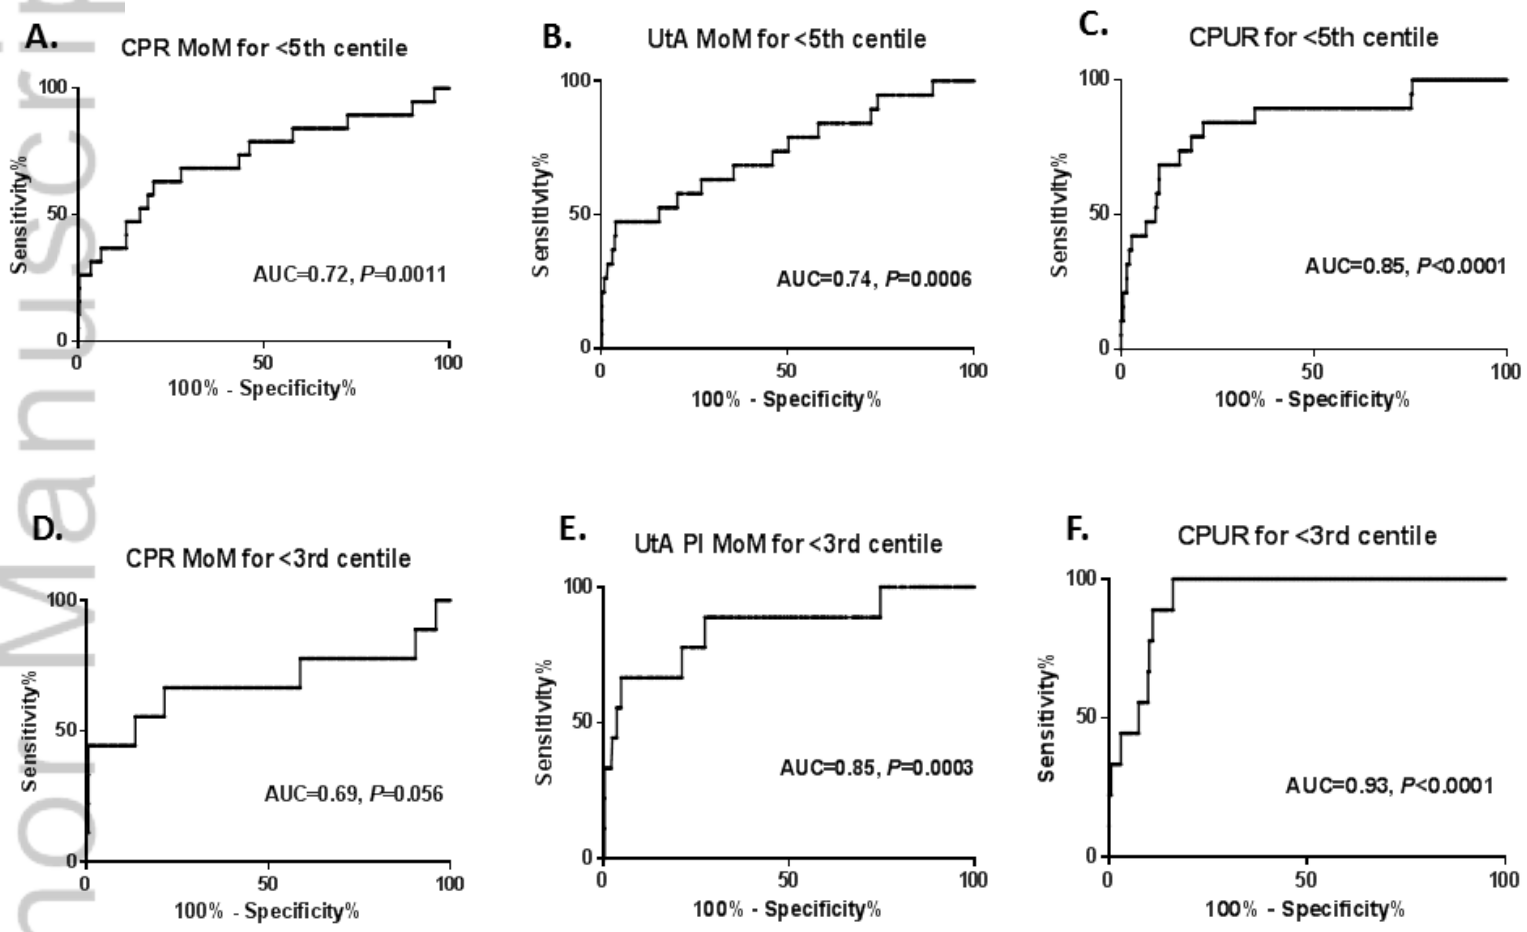 A.
CPR MoM for <5th centile
100
50
0
Sensitivity%
AUC=0.72, P=0.0011
0
50
100
100% - Specificity%
B.
UtA MoM for <5th centile
100
50
0
Sensitivity%
AUC=0.74, P=0.0006
0
50
100
100% - Specificity%
C.
CPUR for <5th centile
100
50
0
Sensitivity%
AUC=0.85, P<0.0001
0
50
100
100% - Specificity%
D.
CPR MoM for <3rd centile
100
50
0
Sensitivity%
AUC=0.69, P=0.056
0
50
100
100% - Specificity%
E.
UtA PI MoM for <3rd centile
100
50
0
Sensitivity%
AUC=0.85, P=0.0003
0
50
100
100% - Specificity%
F.
CPUR for <3rd centile
100
50
0
Sensitivity%
AUC=0.93, P<0.0001
0
50
100
100% - Specificity%